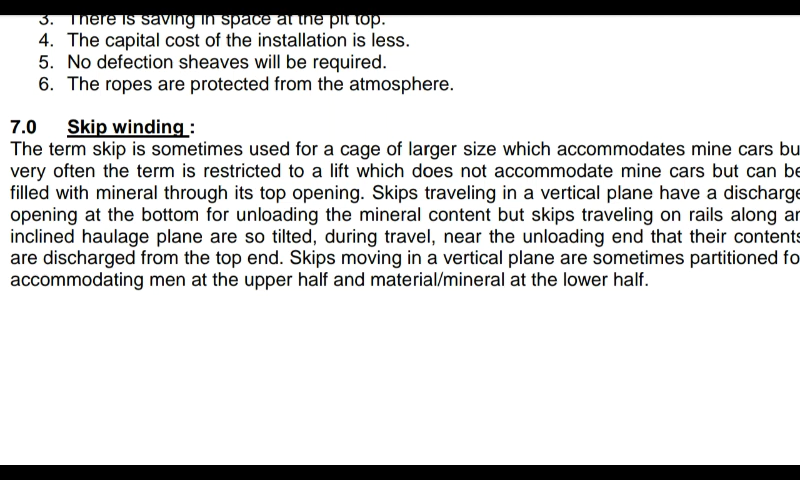 3. There is saving in space at the pit top.
4. The capital cost of the installation is less.
5. No defection sheaves will be required.
6. The ropes are protected from the atmosphere.
7.0 Skip winding :
The term skip is sometimes used for a cage of larger size which accommodates mine cars bu
very often the term is restricted to a lift which does not accommodate mine cars but can be
filled with mineral through its top opening. Skips traveling in a vertical plane have a discharge
opening at the bottom for unloading the mineral content but skips traveling on rails along an
inclined haulage plane are so tilted, during travel, near the unloading end that their contents
are discharged from the top end. Skips moving in a vertical plane are sometimes partitioned fo
accommodating men at the upper half and material/mineral at the lower half.